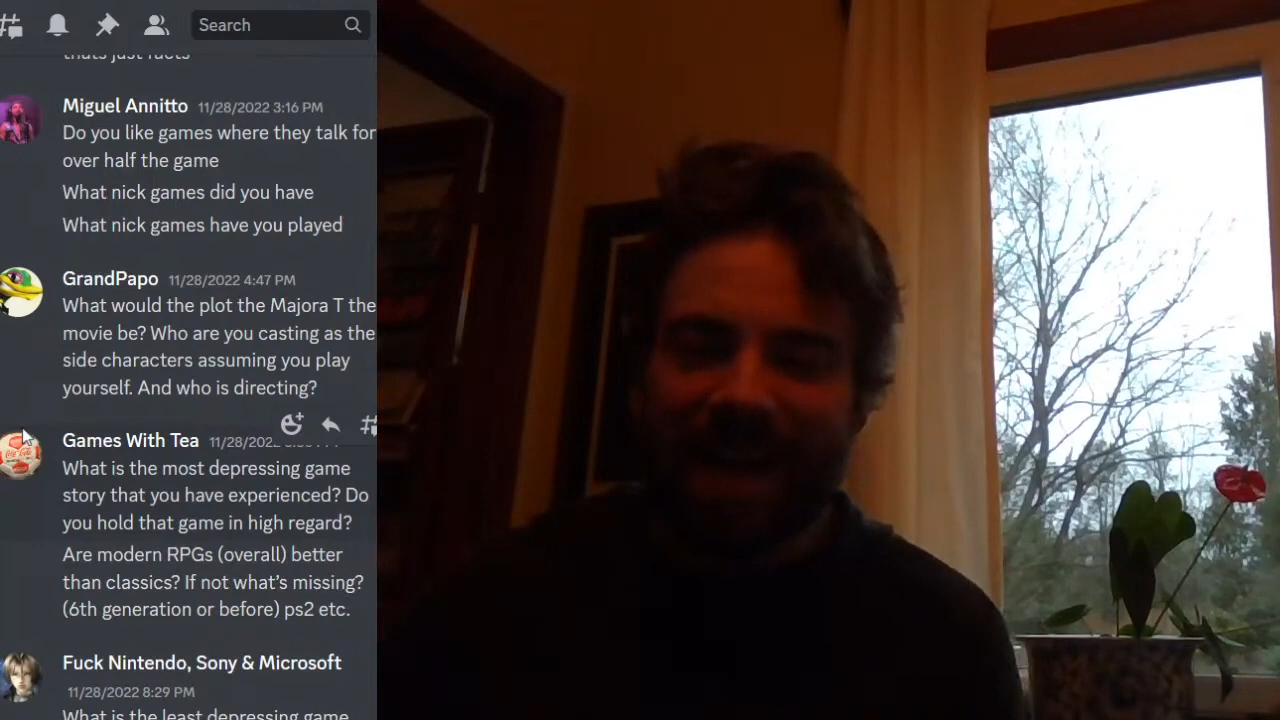 Search
thats just facts
Miguel Annitto 11/28/2022 3:16 PM
Do you like games where they talk for
over half the game
What nick games did you have
What nick games have you played
GrandPapo 11/28/2022 4:47 PM
What would the plot the Majora T the
movie be? Who are you casting as the
side characters assuming you play
yourself. And who is directing?
Games With Tea 11/28/202
What is the most depressing game
story that you have experienced? Do
you hold that game in high regard?
Are modern RPGs (overall) better
than classics? If not what's missing?
(6th generation or before) ps2 etc.
Fuck Nintendo, Sony & Microsoft
11/28/2022 8:29 PM
What is the least depressing game